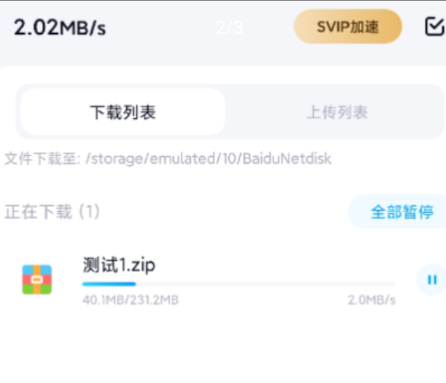 2.02MB/s 2/3 SVIP加速
下载列表 上传列表
文件下载至: /storage/emulated/10/BaiduNetdisk
正在下载 (1) 全部暂停
测试1.zip
40.1MB/231.2MB 2.0MB/s